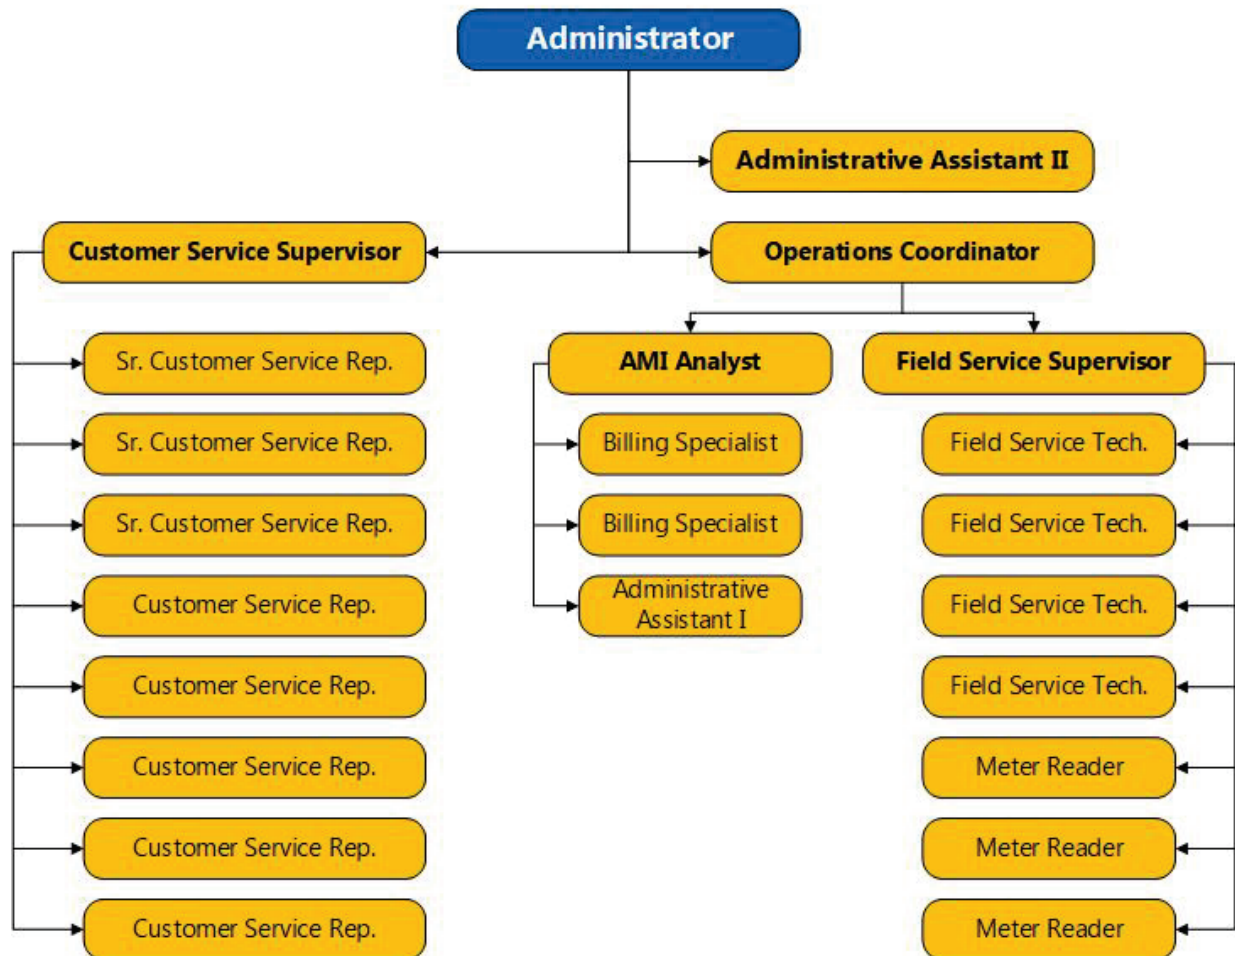 Administrator
Administrative Assistant II
Customer Service Supervisor
Operations Coordinator
Sr. Customer Service Rep.
Sr. Customer Service Rep.
Sr. Customer Service Rep.
Customer Service Rep.
Customer Service Rep.
Customer Service Rep.
Customer Service Rep.
Customer Service Rep.
AMI Analyst
Billing Specialist
Billing Specialist
Administrative
Assistant I
Field Service Supervisor
Field Service Tech.
Field Service Tech.
Field Service Tech.
Field Service Tech.
Meter Reader
Meter Reader
Meter Reader